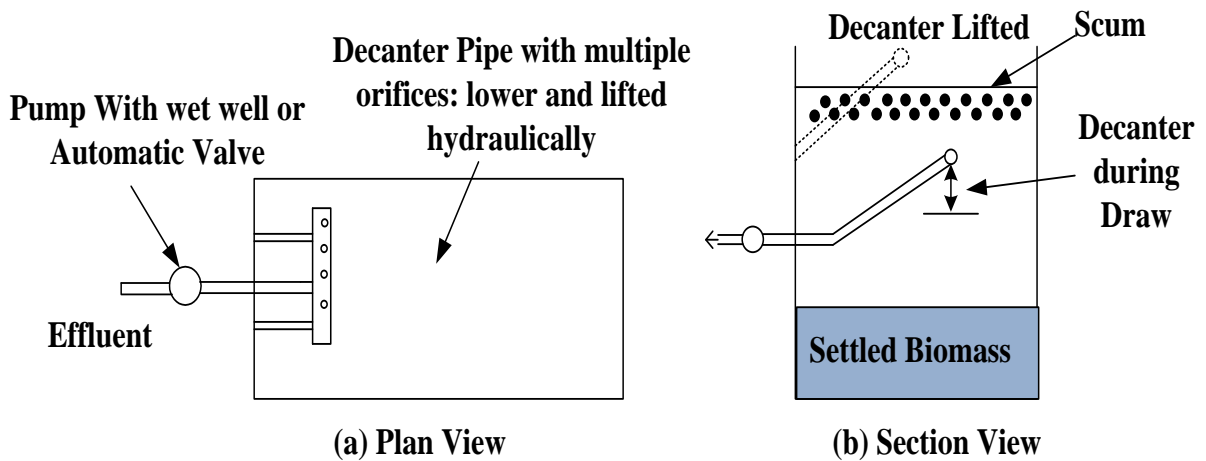 Decanter Pipe with multiple
orifices: lower and lifted
hydraulically
Pump With wet well or
Automatic Valve
Effluent
(a) Plan View
Decanter Lifted
Scum
Decanter
during
Draw
Settled Biomass
(b) Section View